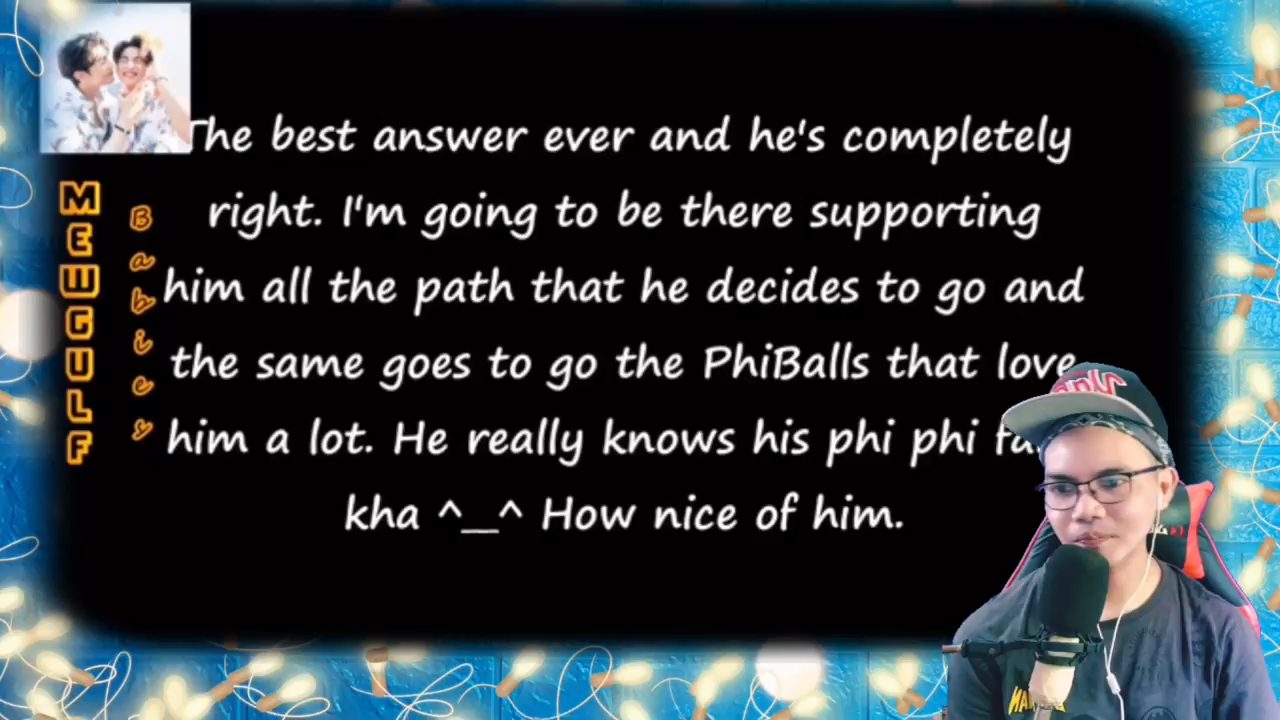 The best answer ever and he's completely
right. I'm going to be there supporting
him all the path that he decides to go and
the same goes to go the PhiBalls that love
him a lot. He really knows his phi phi
kha ^__^ How nice of him.
MEWGULF
Babies